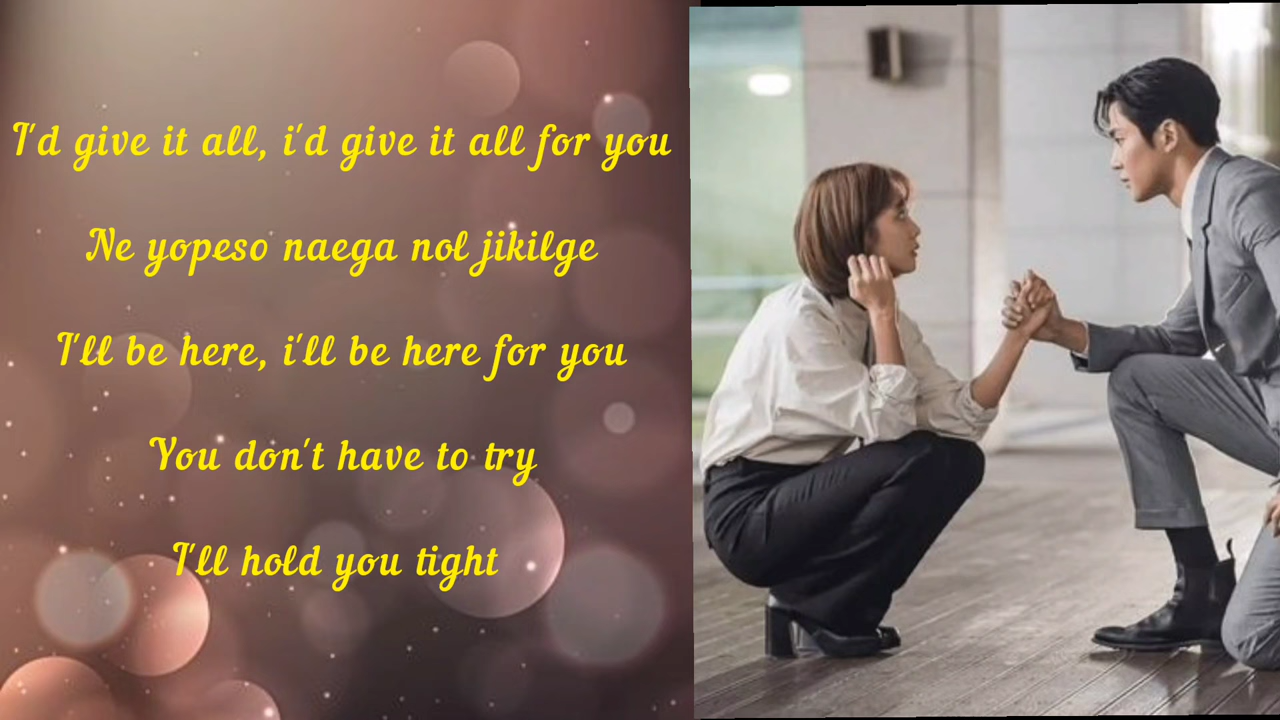 I'd give it all, i'd give it all for you
Ne yopeso naega nol jikilge
I'll be here, i'll be here for you
You don't have to try
I'll hold you tight